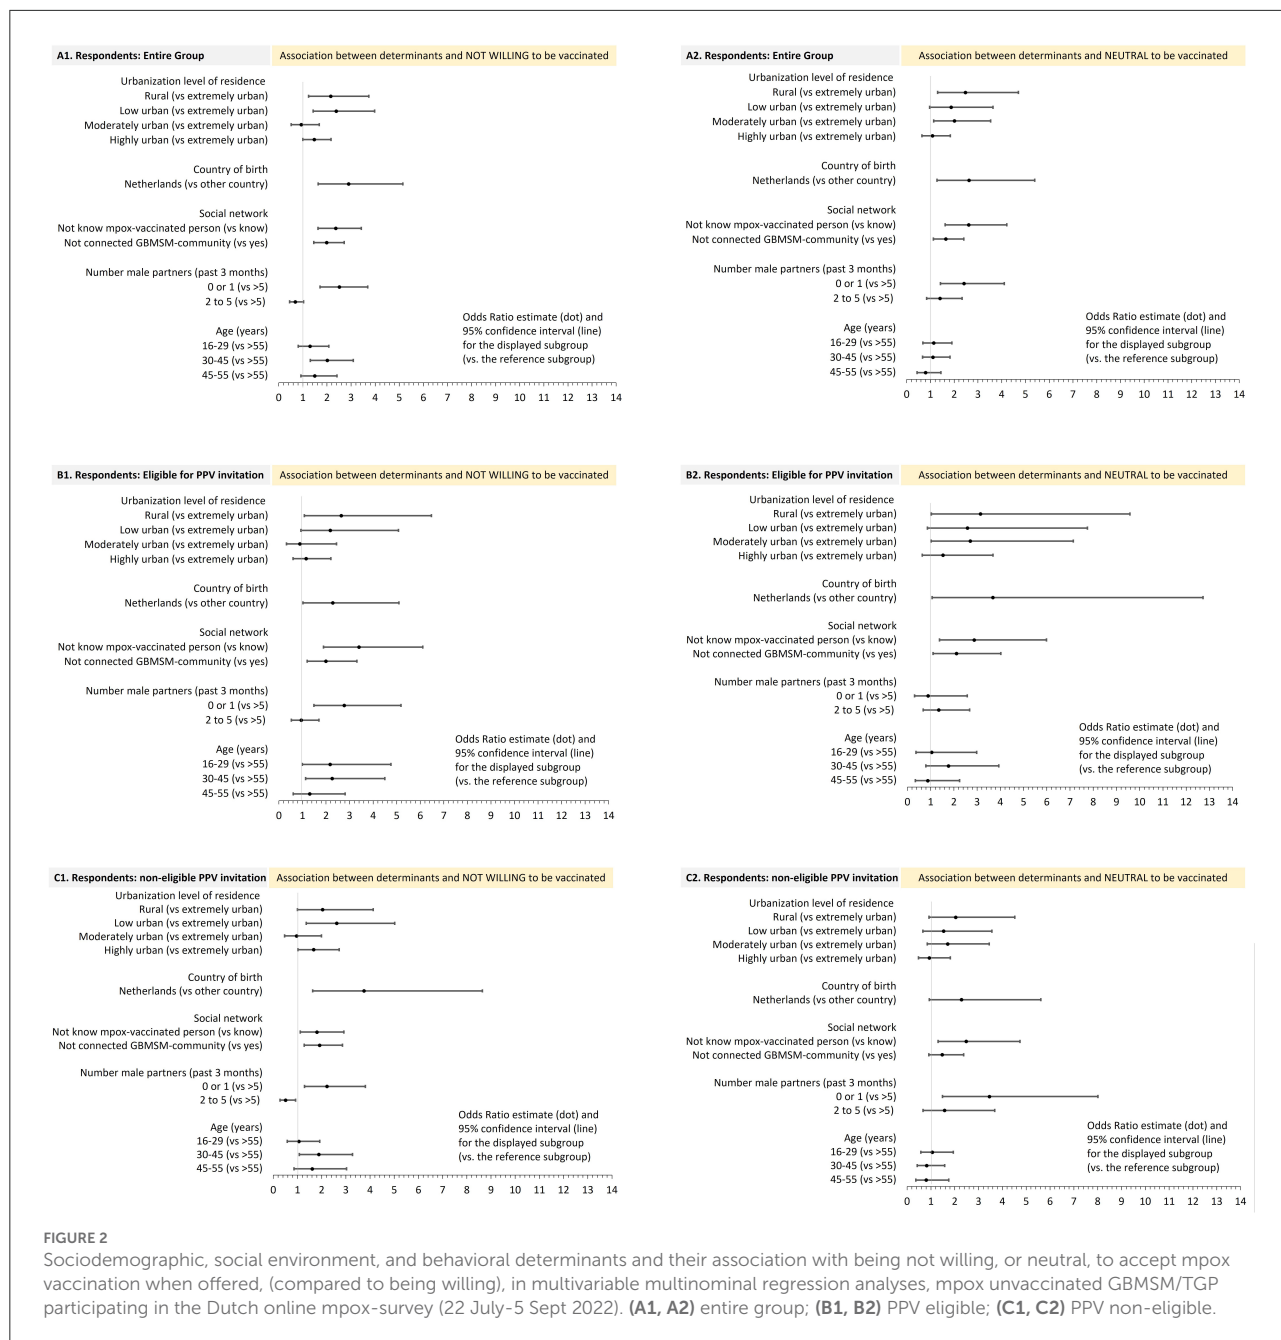 A1. Respondents: Entire Group
Association between determinants and NOT WILLING to be vaccinated
Urbanization level of residence
Rural (vs extremely urban)
Low urban (vs extremely urban)
Moderately urban (vs extremely urban)
Highly urban (vs extremely urban)
Country of birth
Netherlands (vs other country)
Social network
Not know mpox-vaccinated person (vs know)
Not connected GBMSM-community (vs yes)
Number male partners (past 3 months)
0 or 1 (vs >5)
2 to 5 (vs >5)
Age (years)
16-29 (vs >55)
30-45 (vs >55)
45-55 (vs >55)
Odds Ratio estimate (dot) and
95% confidence interval (line)
for the displayed subgroup
(vs. the reference subgroup)
0 1 2 3 4 5 6 7 8 9 10 11 12 13 14
A2. Respondents: Entire Group
Association between determinants and NEUTRAL to be vaccinated
Urbanization level of residence
Rural (vs extremely urban)
Low urban (vs extremely urban)
Moderately urban (vs extremely urban)
Highly urban (vs extremely urban)
Country of birth
Netherlands (vs other country)
Social network
Not know mpox-vaccinated person (vs know)
Not connected GBMSM-community (vs yes)
Number male partners (past 3 months)
0 or 1 (vs >5)
2 to 5 (vs >5)
Age (years)
16-29 (vs >55)
30-45 (vs >55)
45-55 (vs >55)
Odds Ratio estimate (dot) and
95% confidence interval (line)
for the displayed subgroup
(vs. the reference subgroup)
0 1 2 3 4 5 6 7 8 9 10 11 12 13 14
B1. Respondents: Eligible for PPV invitation
Association between determinants and NOT WILLING to be vaccinated
Urbanization level of residence
Rural (vs extremely urban)
Low urban (vs extremely urban)
Moderately urban (vs extremely urban)
Highly urban (vs extremely urban)
Country of birth
Netherlands (vs other country)
Social network
Not know mpox-vaccinated person (vs know)
Not connected GBMSM-community (vs yes)
Number male partners (past 3 months)
0 or 1 (vs >5)
2 to 5 (vs >5)
Age (years)
16-29 (vs >55)
30-45 (vs >55)
45-55 (vs >55)
Odds Ratio estimate (dot) and
95% confidence interval (line)
for the displayed subgroup
(vs. the reference subgroup)
0 1 2 3 4 5 6 7 8 9 10 11 12 13 14
B2. Respondents: Eligible for PPV invitation
Association between determinants and NEUTRAL to be vaccinated
Urbanization level of residence
Rural (vs extremely urban)
Low urban (vs extremely urban)
Moderately urban (vs extremely urban)
Highly urban (vs extremely urban)
Country of birth
Netherlands (vs other country)
Social network
Not know mpox-vaccinated person (vs know)
Not connected GBMSM-community (vs yes)
Number male partners (past 3 months)
0 or 1 (vs >5)
2 to 5 (vs >5)
Age (years)
16-29 (vs >55)
30-45 (vs >55)
45-55 (vs >55)
Odds Ratio estimate (dot) and
95% confidence interval (line)
for the displayed subgroup
(vs. the reference subgroup)
0 1 2 3 4 5 6 7 8 9 10 11 12 13 14
C1. Respondents: non-eligible PPV invitation
Association between determinants and NOT WILLING to be vaccinated
Urbanization level of residence
Rural (vs extremely urban)
Low urban (vs extremely urban)
Moderately urban (vs extremely urban)
Highly urban (vs extremely urban)
Country of birth
Netherlands (vs other country)
Social network
Not know mpox-vaccinated person (vs know)
Not connected GBMSM-community (vs yes)
Number male partners (past 3 months)
0 or 1 (vs >5)
2 to 5 (vs >5)
Age (years)
16-29 (vs >55)
30-45 (vs >55)
45-55 (vs >55)
Odds Ratio estimate (dot) and
95% confidence interval (line)
for the displayed subgroup
(vs. the reference subgroup)
0 1 2 3 4 5 6 7 8 9 10 11 12 13 14
C2. Respondents: non-eligible PPV invitation
Association between determinants and NEUTRAL to be vaccinated
Urbanization level of residence
Rural (vs extremely urban)
Low urban (vs extremely urban)
Moderately urban (vs extremely urban)
Highly urban (vs extremely urban)
Country of birth
Netherlands (vs other country)
Social network
Not know mpox-vaccinated person (vs know)
Not connected GBMSM-community (vs yes)
Number male partners (past 3 months)
0 or 1 (vs >5)
2 to 5 (vs >5)
Age (years)
16-29 (vs >55)
30-45 (vs >55)
45-55 (vs >55)
Odds Ratio estimate (dot) and
95% confidence interval (line)
for the displayed subgroup
(vs. the reference subgroup)
0 1 2 3 4 5 6 7 8 9 10 11 12 13 14
FIGURE 2
Sociodemographic, social environment, and behavioral determinants and their association with being not willing, or neutral, to accept mpox
vaccination when offered, (compared to being willing), in multivariable multinominal regression analyses, mpox unvaccinated GBMSM/TGP
participating in the Dutch online mpox-survey (22 July-5 Sept 2022). (A1, A2) entire group; (B1, B2) PPV eligible; (C1, C2) PPV non-eligible.